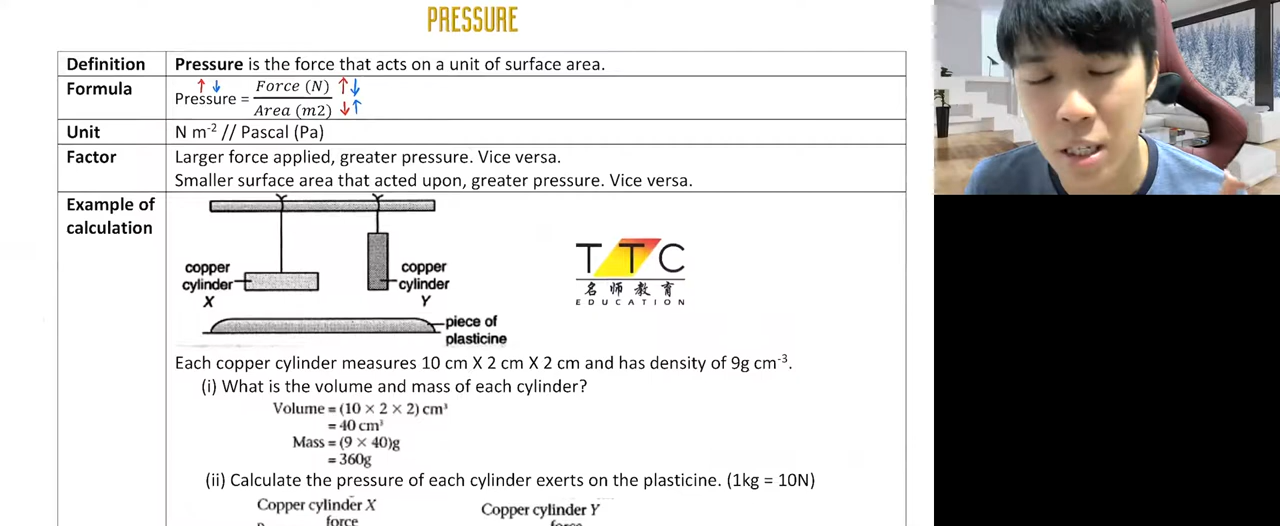 PRESSURE
Definition Pressure is the force that acts on a unit of surface area.
Formula Pressure = Force (N) / Area (m2)
Unit N m⁻² // Pascal (Pa)
Factor Larger force applied, greater pressure. Vice versa.
Smaller surface area that acted upon, greater pressure. Vice versa.
Example of calculation
copper cylinder X
copper cylinder Y
piece of plasticine
TTC
名师教育
EDUCATION
Each copper cylinder measures 10 cm X 2 cm X 2 cm and has density of 9g cm⁻³.
(i) What is the volume and mass of each cylinder?
Volume = (10 × 2 × 2) cm³
= 40 cm³
Mass = (9 × 40)g
= 360g
(ii) Calculate the pressure of each cylinder exerts on the plasticine. (1kg = 10N)
Copper cylinder X
Copper cylinder Y
force
force